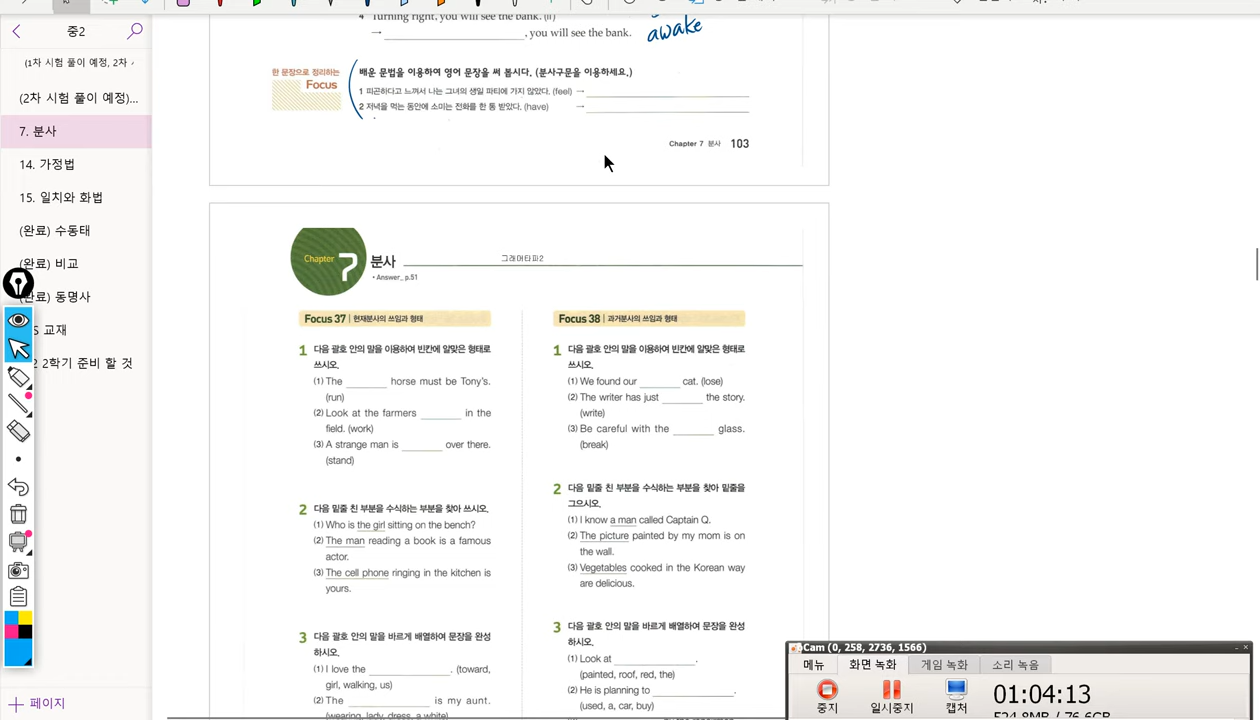 중2
(1차 시험 풀이 예정, 2차
(2차 시험 풀이 예정)...
7. 분사
14. 가정법
15. 일치와 화법
(완료) 수동태
(완료) 비교
료) 동명사
S 교재
2 2학기 준비 할 것
페이지
4 Turning right, you will see the bank. (if)
→ , you will see the bank.
awake
한 문장으로 정리하는
Focus
배운 문법을 이용하여 영어 문장을 써 봅시다. (분사구문을 이용하세요.)
1 피곤하다고 느껴서 나는 그녀의 생일 파티에 가지 않았다. (feel) →
2 저녁을 먹는 동안에 소미는 전화를 한 통 받았다. (have) →
Chapter 7 분사 103
Chapter 7 분사
그래머타파2
• Answer_ p.51
Focus 37 | 현재분사의 쓰임과 형태
1 다음 괄호 안의 말을 이용하여 빈칸에 알맞은 형태로
쓰시오.
(1) The horse must be Tony's.
(run)
(2) Look at the farmers in the
field. (work)
(3) A strange man is over there.
(stand)
2 다음 밑줄 친 부분을 수식하는 부분을 찾아 쓰시오.
(1) Who is the girl sitting on the bench?
(2) The man reading a book is a famous
actor.
(3) The cell phone ringing in the kitchen is
yours.
3 다음 괄호 안의 말을 바르게 배열하여 문장을 완성
하시오.
(1) I love the . (toward,
girl, walking, us)
(2) The is my aunt.
(wearing, lady, dress, a white)
Focus 38 | 과거분사의 쓰임과 형태
1 다음 괄호 안의 말을 이용하여 빈칸에 알맞은 형태로
쓰시오.
(1) We found our cat. (lose)
(2) The writer has just the story.
(write)
(3) Be careful with the glass.
(break)
2 다음 밑줄 친 부분을 수식하는 부분을 찾아 밑줄을
그으시오.
(1) I know a man called Captain Q.
(2) The picture painted by my mom is on
the wall.
(3) Vegetables cooked in the Korean way
are delicious.
3 다음 괄호 안의 말을 바르게 배열하여 문장을 완성
하시오.
(1) Look at .
(painted, roof, red, the)
(2) He is planning to .
(used, a, car, buy)
oCam (0, 258, 2736, 1566)
메뉴 화면 녹화 게임 녹화 소리 녹음
중지 일시중지 캡처
01:04:13
524.8MB / 76.6GB